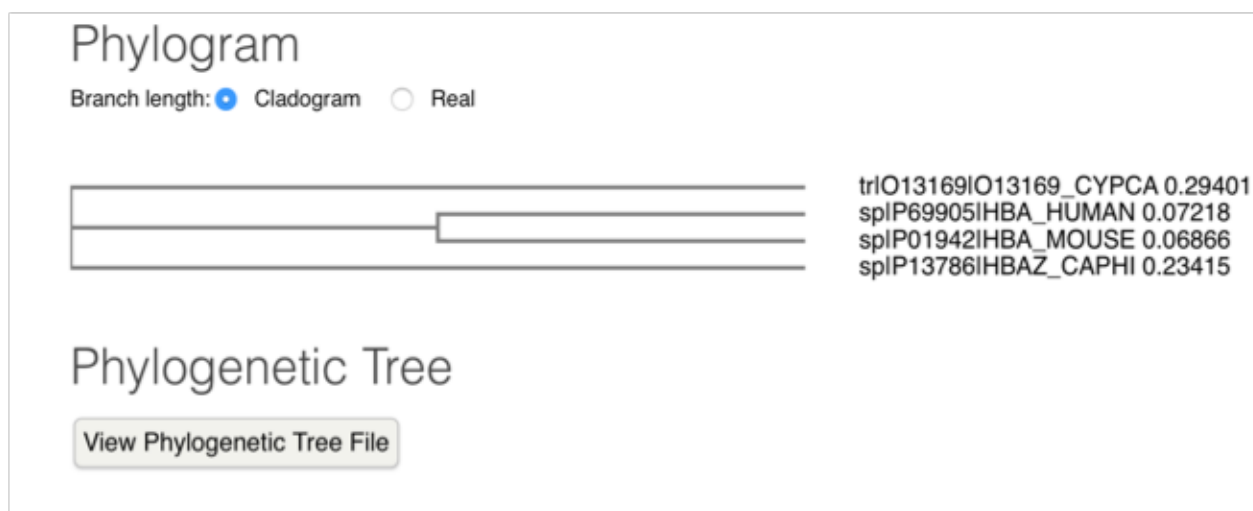 Phylogram
Branch length: Cladogram Real
tr|O13169|O13169_CYPCA 0.29401
sp|P69905|HBA_HUMAN 0.07218
sp|P01942|HBA_MOUSE 0.06866
sp|P13786|HBAZ_CAPHI 0.23415
Phylogenetic Tree
View Phylogenetic Tree File